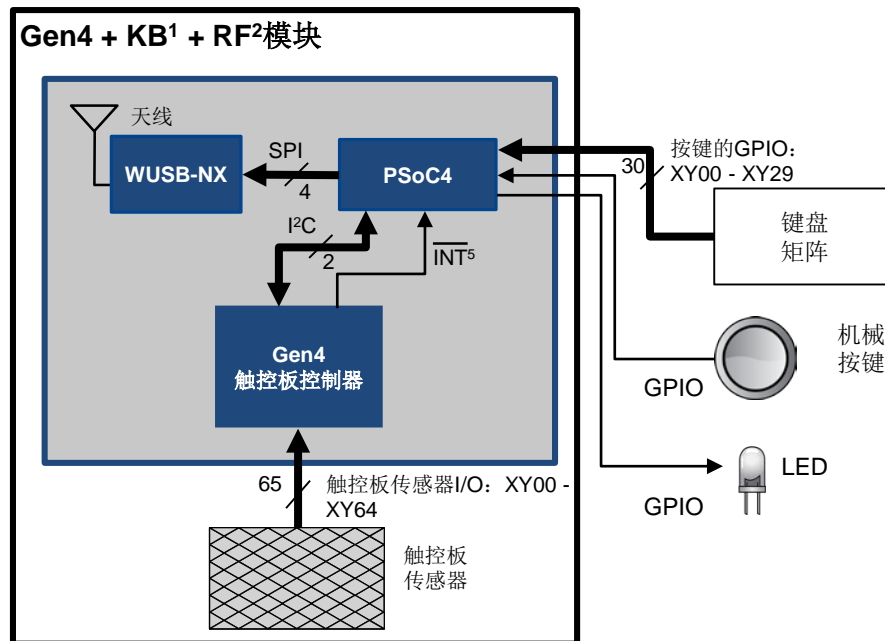 Gen4 + KB¹ + RF²模块
天线
WUSB-NX
SPI
4
PSoC4
30
按键的GPIO:
XY00 - XY29
键盘
矩阵
I²C
2
INT⁵
Gen4
触控板控制器
机械
按键
GPIO
LED
GPIO
65
触控板传感器I/O: XY00 -
XY64
触控板
传感器